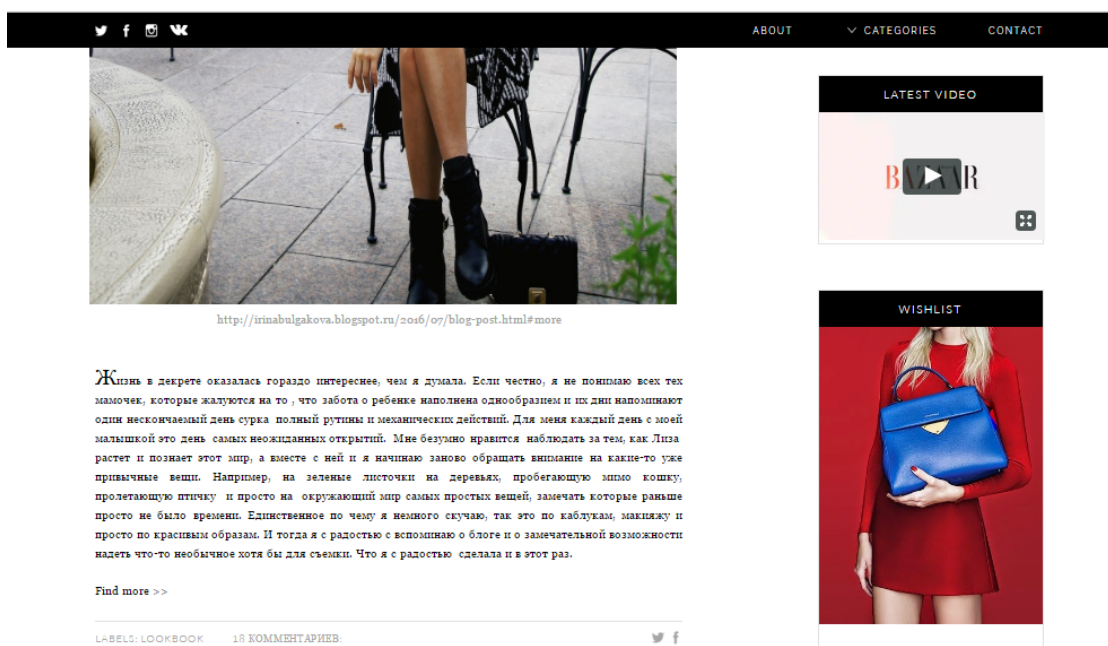 ABOUT
CATEGORIES
CONTACT
http://irinabulgakova.blogspot.ru/2016/07/blog-post.html#more
Жизнь в декрете оказалась гораздо интереснее, чем я думала. Если честно, я не понимаю всех тех
мамочек, которые жалуются на то , что забота о ребенке наполнена однообразием и их дни напоминают
один нескончаемый день сурка полный рутины и механических действий. Для меня каждый день с моей
малышкой это день самых неожиданных открытий. Мне безумно нравится наблюдать за тем, как Лиза
растет и познает этот мир, а вместе с ней и я начинаю заново обращать внимание на какие-то уже
привычные вещи. Например, на зеленые листочки на деревьях, пробегающую мимо кошку,
пролетающую птичку и просто на окружающий мир самых простых вещей, замечать которые раньше
просто не было времени. Единственное по чему я немного скучаю, так это по каблукам, макияжу и
просто по красивым образам. И тогда я с радостью с вспоминаю о блоге и о замечательной возможности
надеть что-то необычное хотя бы для съемки. Что я с радостью сделала и в этот раз.
Find more >>
LABELS: LOOKBOOK
18 КОММЕНТАРИЕВ:
LATEST VIDEO
BAZAAR
WISHLIST